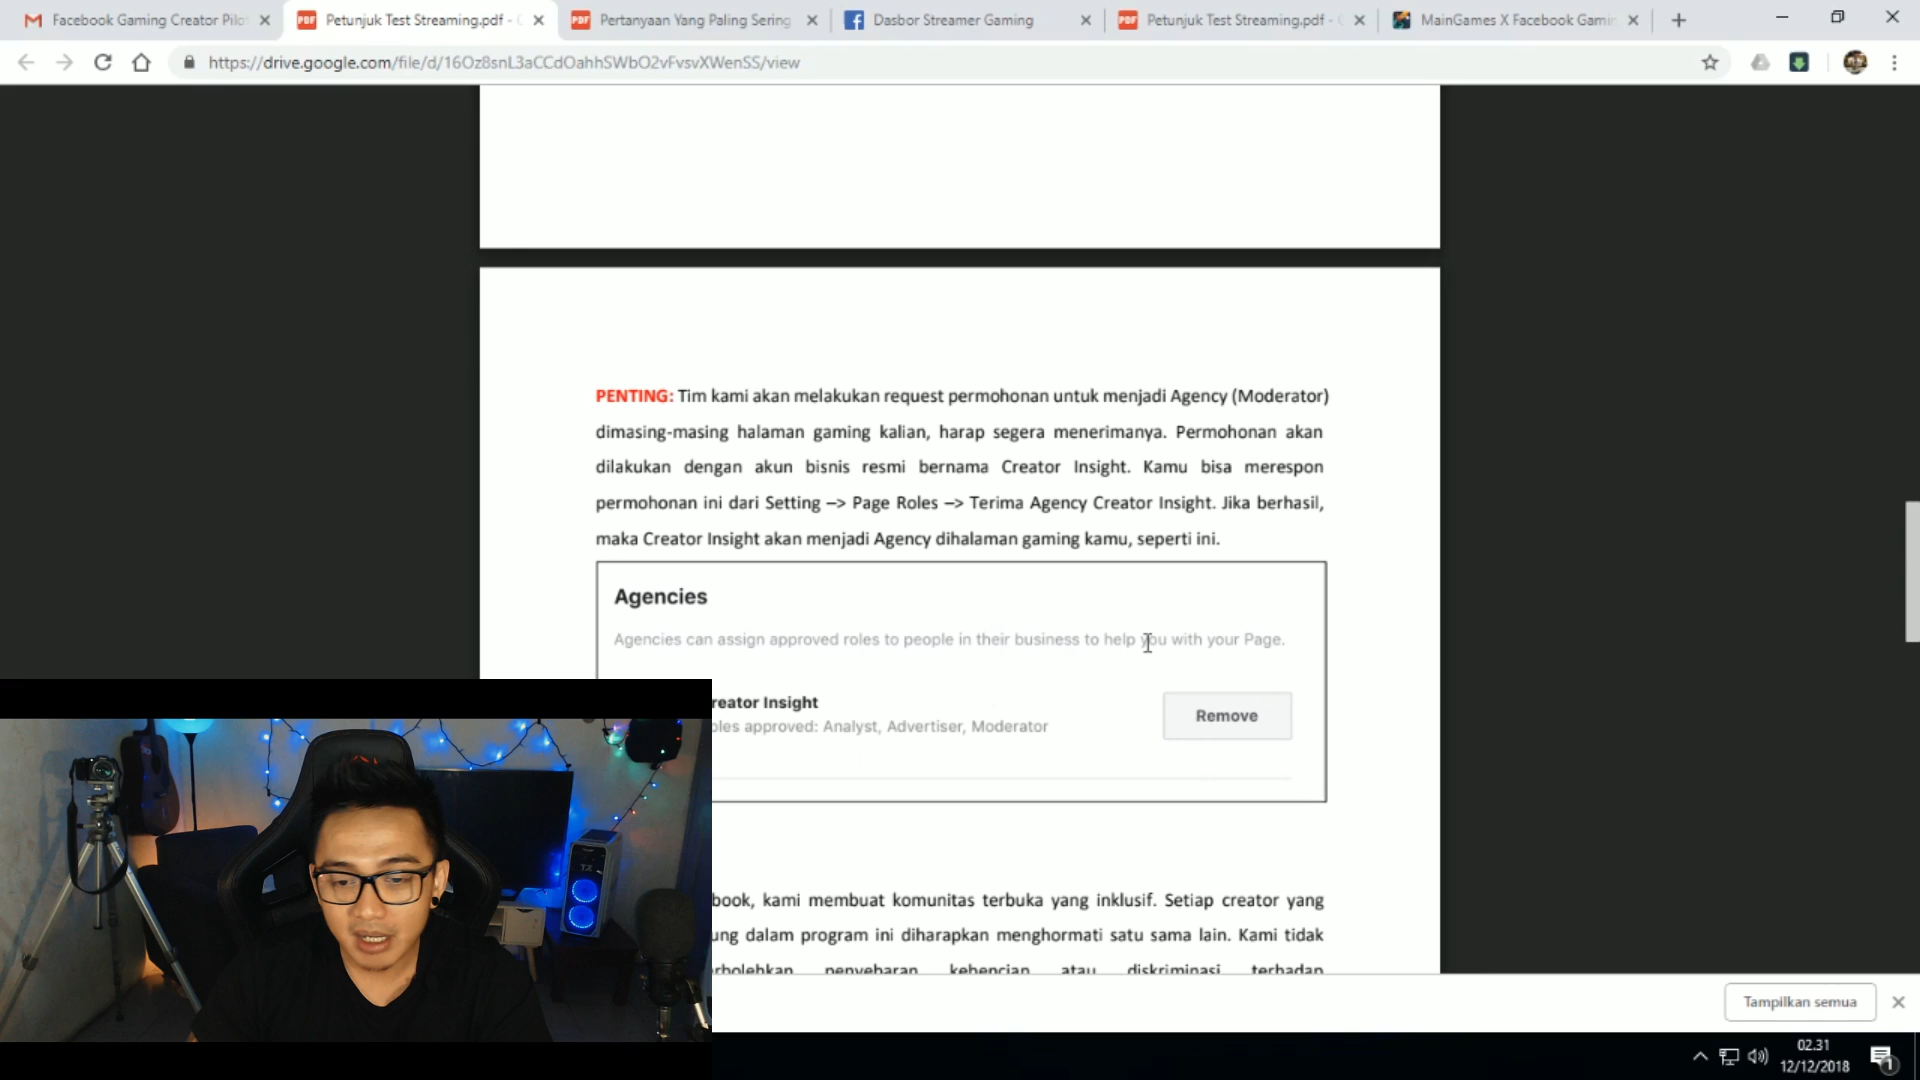 Facebook Gaming Creator Pilo
Petunjuk Test Streaming.pdf -
Pertanyaan Yang Paling Sering
Dasbor Streamer Gaming
Petunjuk Test Streaming.pdf -
MainGames X Facebook Gami
https://drive.google.com/file/d/16Oz8snL3aCCdOahhSWbO2vFvsvXWenSS/view
PENTING: Tim kami akan melakukan request permohonan untuk menjadi Agency (Moderator)
dimasing-masing halaman gaming kalian, harap segera menerimanya. Permohonan akan
dilakukan dengan akun bisnis resmi bernama Creator Insight. Kamu bisa merespon
permohonan ini dari Setting –> Page Roles –> Terima Agency Creator Insight. Jika berhasil,
maka Creator Insight akan menjadi Agency dihalaman gaming kamu, seperti ini.
Agencies
Agencies can assign approved roles to people in their business to help you with your Page.
reator Insight
oles approved: Analyst, Advertiser, Moderator
Remove
book, kami membuat komunitas terbuka yang inklusif. Setiap creator yang
ung dalam program ini diharapkan menghormati satu sama lain. Kami tidak
rbolehkan penyebaran kebencian atau diskriminasi terhadap
Tampilkan semua
02.31
12/12/2018
1